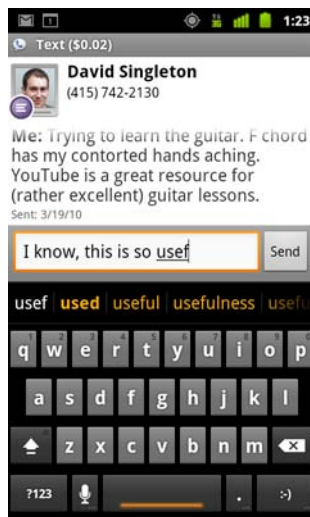 1:23
Text ($0.02)
David Singleton
(415) 742-2130
Me: Trying to learn the guitar. F chord
has my contorted hands aching.
YouTube is a great resource for
(rather excellent) guitar lessons.
Sent: 3/19/10
I know, this is so usef
Send
usef used useful usefulness usefu
q w e r t y u i o p
a s d f g h j k l
z x c v b n m
?123 . :-)